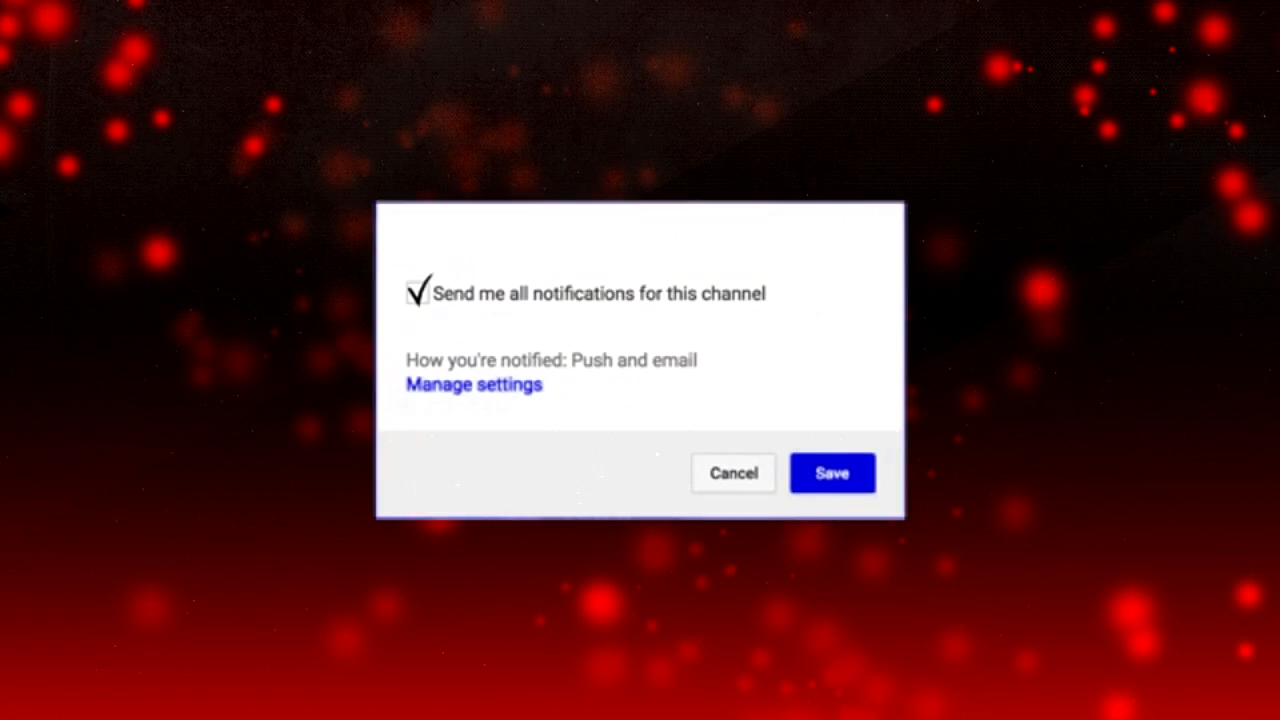 Send me all notifications for this channel
How you're notified: Push and email
Manage settings
Cancel
Save